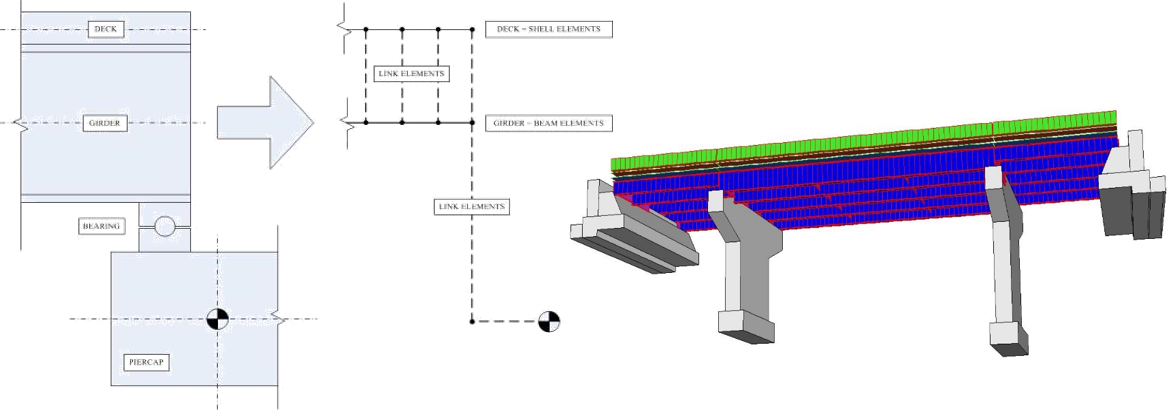 DECK
GIRDER
BEARING
PIERCAP
DECK = SHELL ELEMENTS
LINK ELEMENTS
GIRDER = BEAM ELEMENTS
LINK ELEMENTS